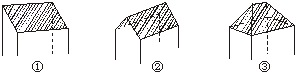 ① ② ③